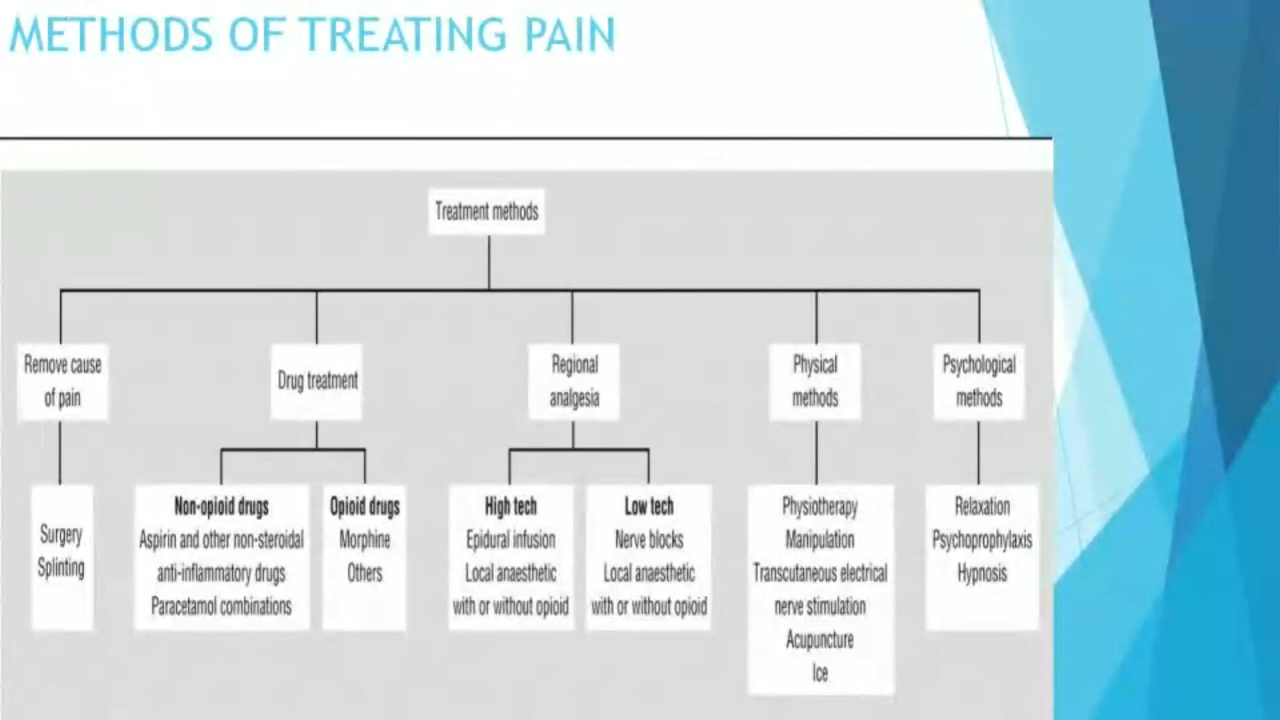 METHODS OF TREATING PAIN
Treatment methods
Remove cause
of pain
Drug treatment
Regional
analgesia
Physical
methods
Psychological
methods
Surgery
Splinting
Non-opioid drugs
Aspirin and other non-steroidal
anti-inflammatory drugs
Paracetamol combinations
Opioid drugs
Morphine
Others
High tech
Epidural infusion
Local anaesthetic
with or without opioid
Low tech
Nerve blocks
Local anaesthetic
with or without opioid
Physiotherapy
Manipulation
Transcutaneous electrical
nerve stimulation
Acupuncture
Ice
Relaxation
Psychoprophylaxis
Hypnosis